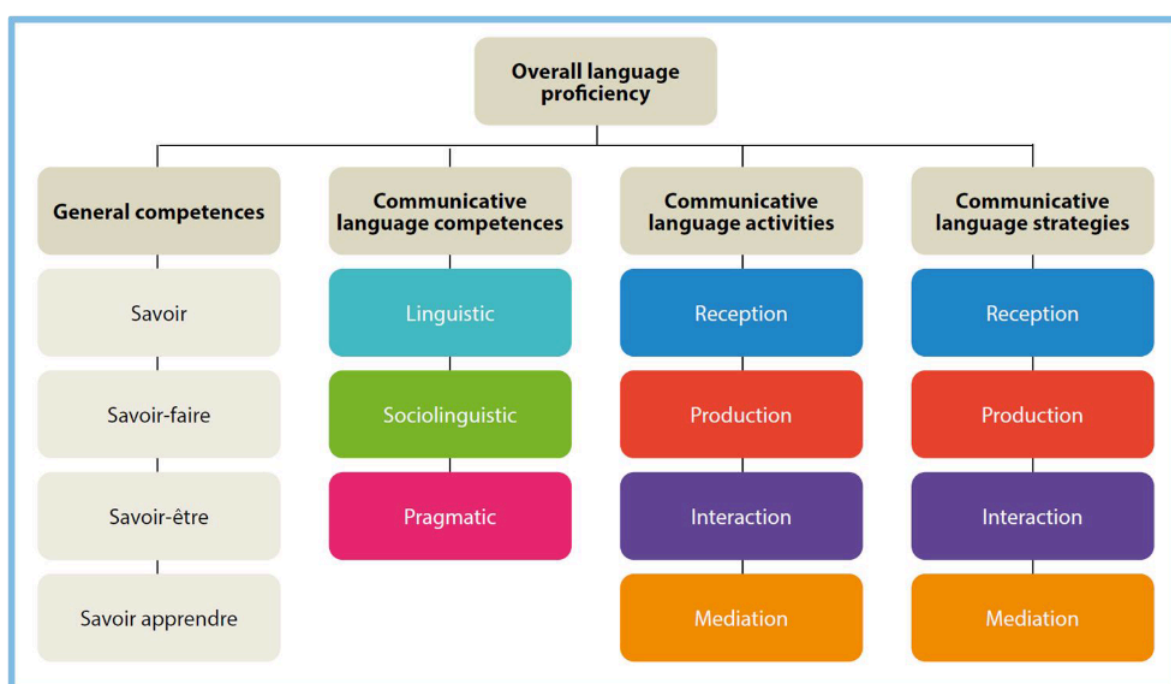 Overall language
proficiency
General competences
Savoir
Savoir-faire
Savoir-être
Savoir apprendre
Communicative
language competences
Linguistic
Sociolinguistic
Pragmatic
Communicative
language activities
Reception
Production
Interaction
Mediation
Communicative
language strategies
Reception
Production
Interaction
Mediation